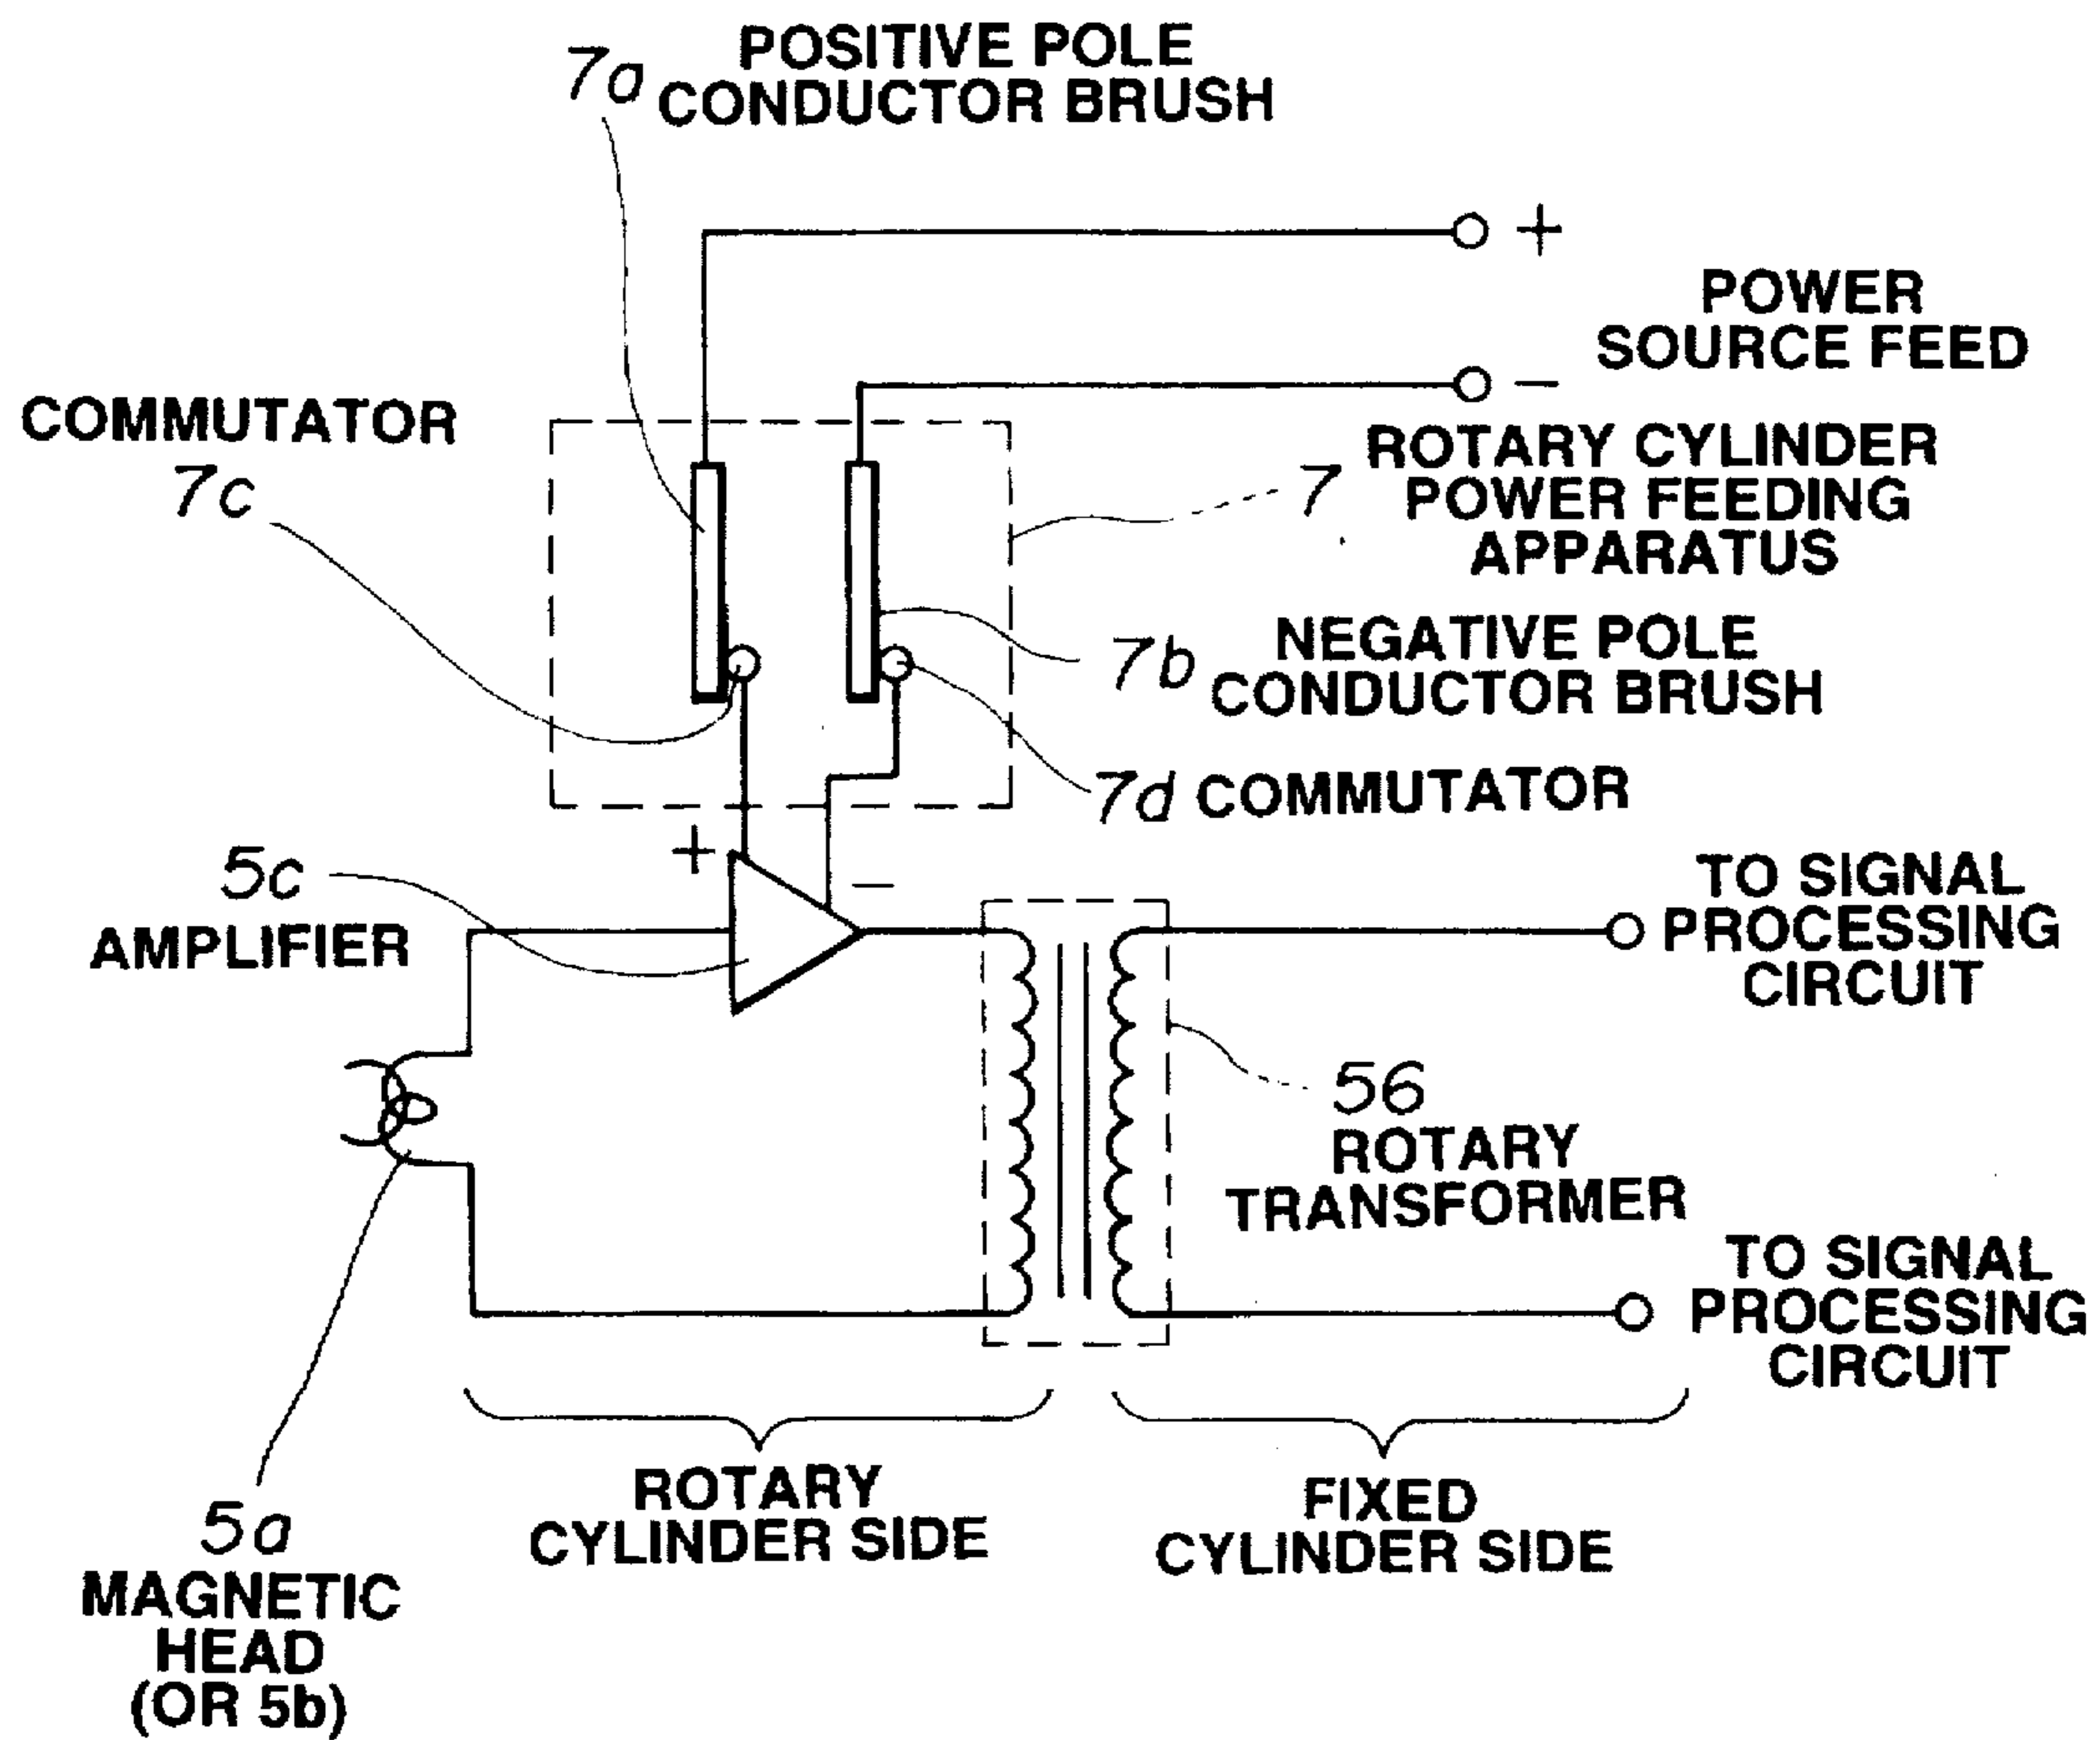 7a POSITIVE POLE
CONDUCTOR BRUSH
+
POWER
SOURCE FEED
−
COMMUTATOR
7c
7 ROTARY CYLINDER
POWER FEEDING
APPARATUS
7b NEGATIVE POLE
CONDUCTOR BRUSH
7d COMMUTATOR
+
−
5c
AMPLIFIER
TO SIGNAL
PROCESSING
CIRCUIT
56
ROTARY
TRANSFORMER
TO SIGNAL
PROCESSING
CIRCUIT
ROTARY
CYLINDER SIDE
FIXED
CYLINDER SIDE
5a
MAGNETIC
HEAD
(OR 5b)